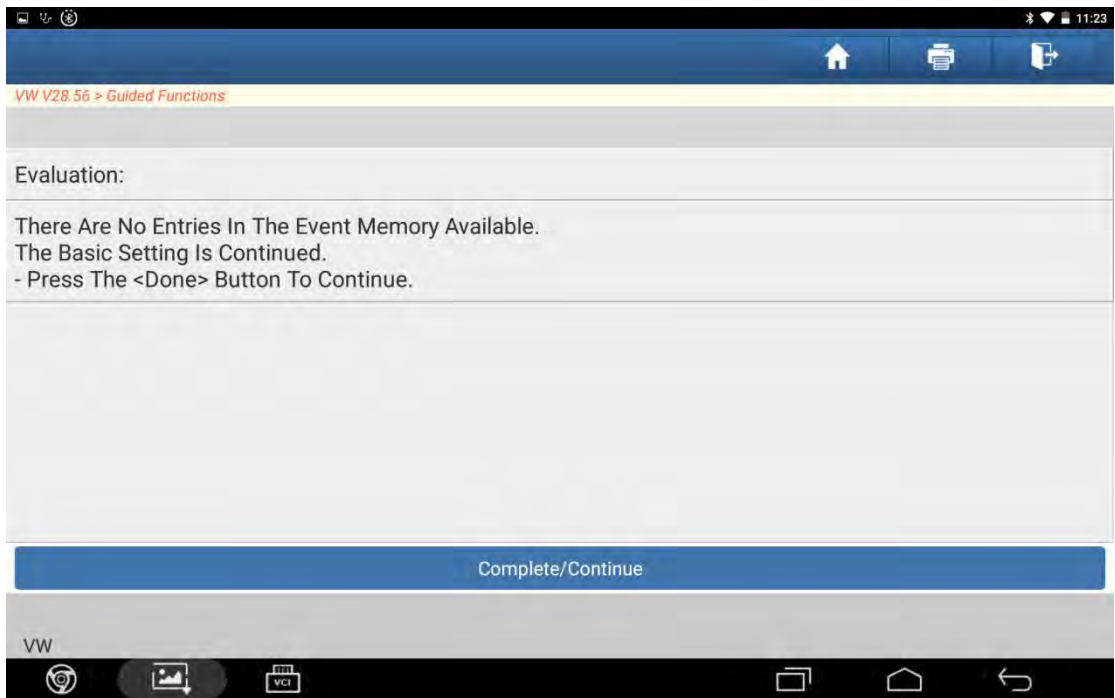 11:23
VW V28.56 > Guided Functions
Evaluation:
There Are No Entries In The Event Memory Available.
The Basic Setting Is Continued.
- Press The <Done> Button To Continue.
Complete/Continue
VW
VCI